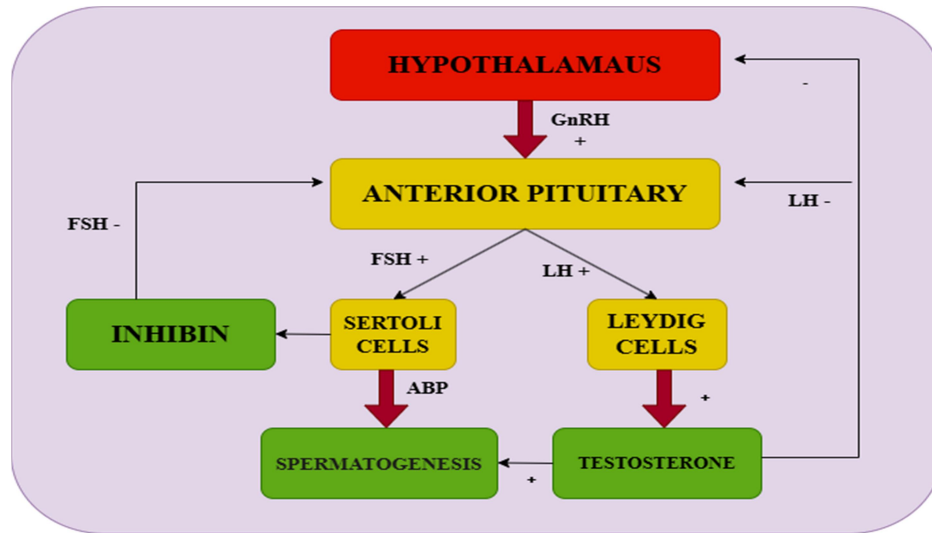 HYPOTHALAMAUS
-
GnRH
+
ANTERIOR PITUITARY
FSH -
LH -
FSH +
LH +
INHIBIN
SERTOLI
CELLS
LEYDIG
CELLS
ABP
+
SPERMATOGENESIS
+
TESTOSTERONE